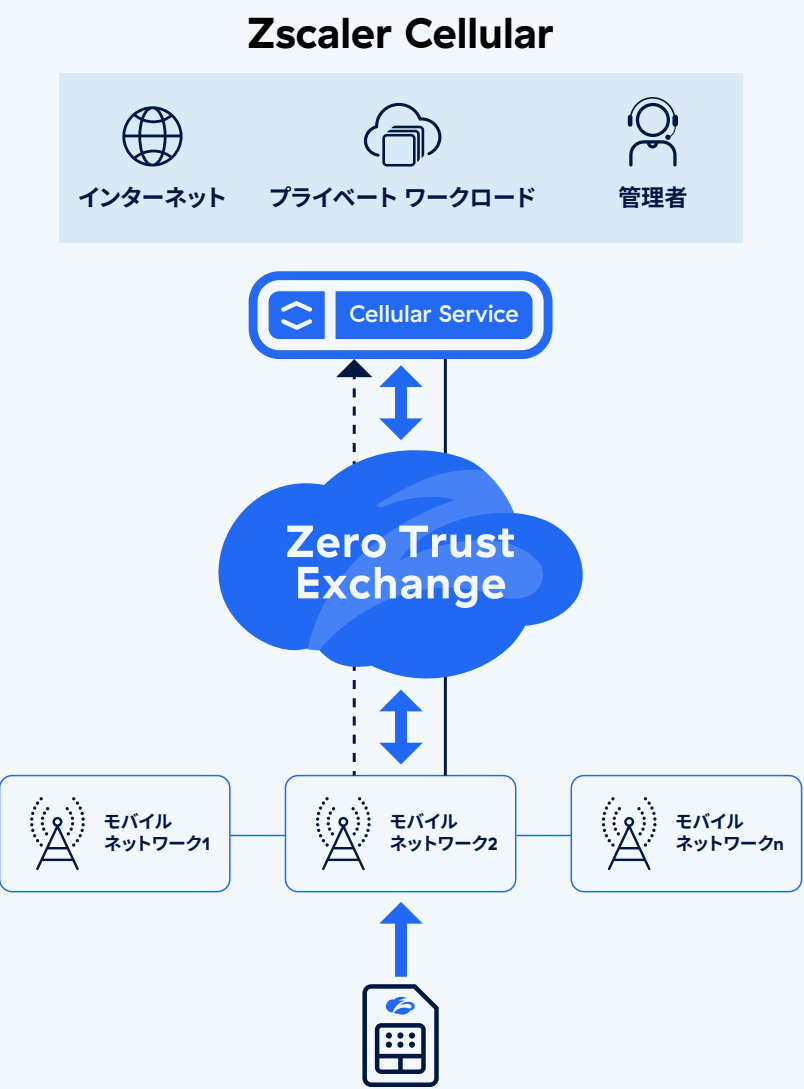 Zscaler Cellular
インターネット
プライベート ワークロード
管理者
Cellular Service
Zero Trust
Exchange
モバイル
ネットワーク1
モバイル
ネットワーク2
モバイル
ネットワークn